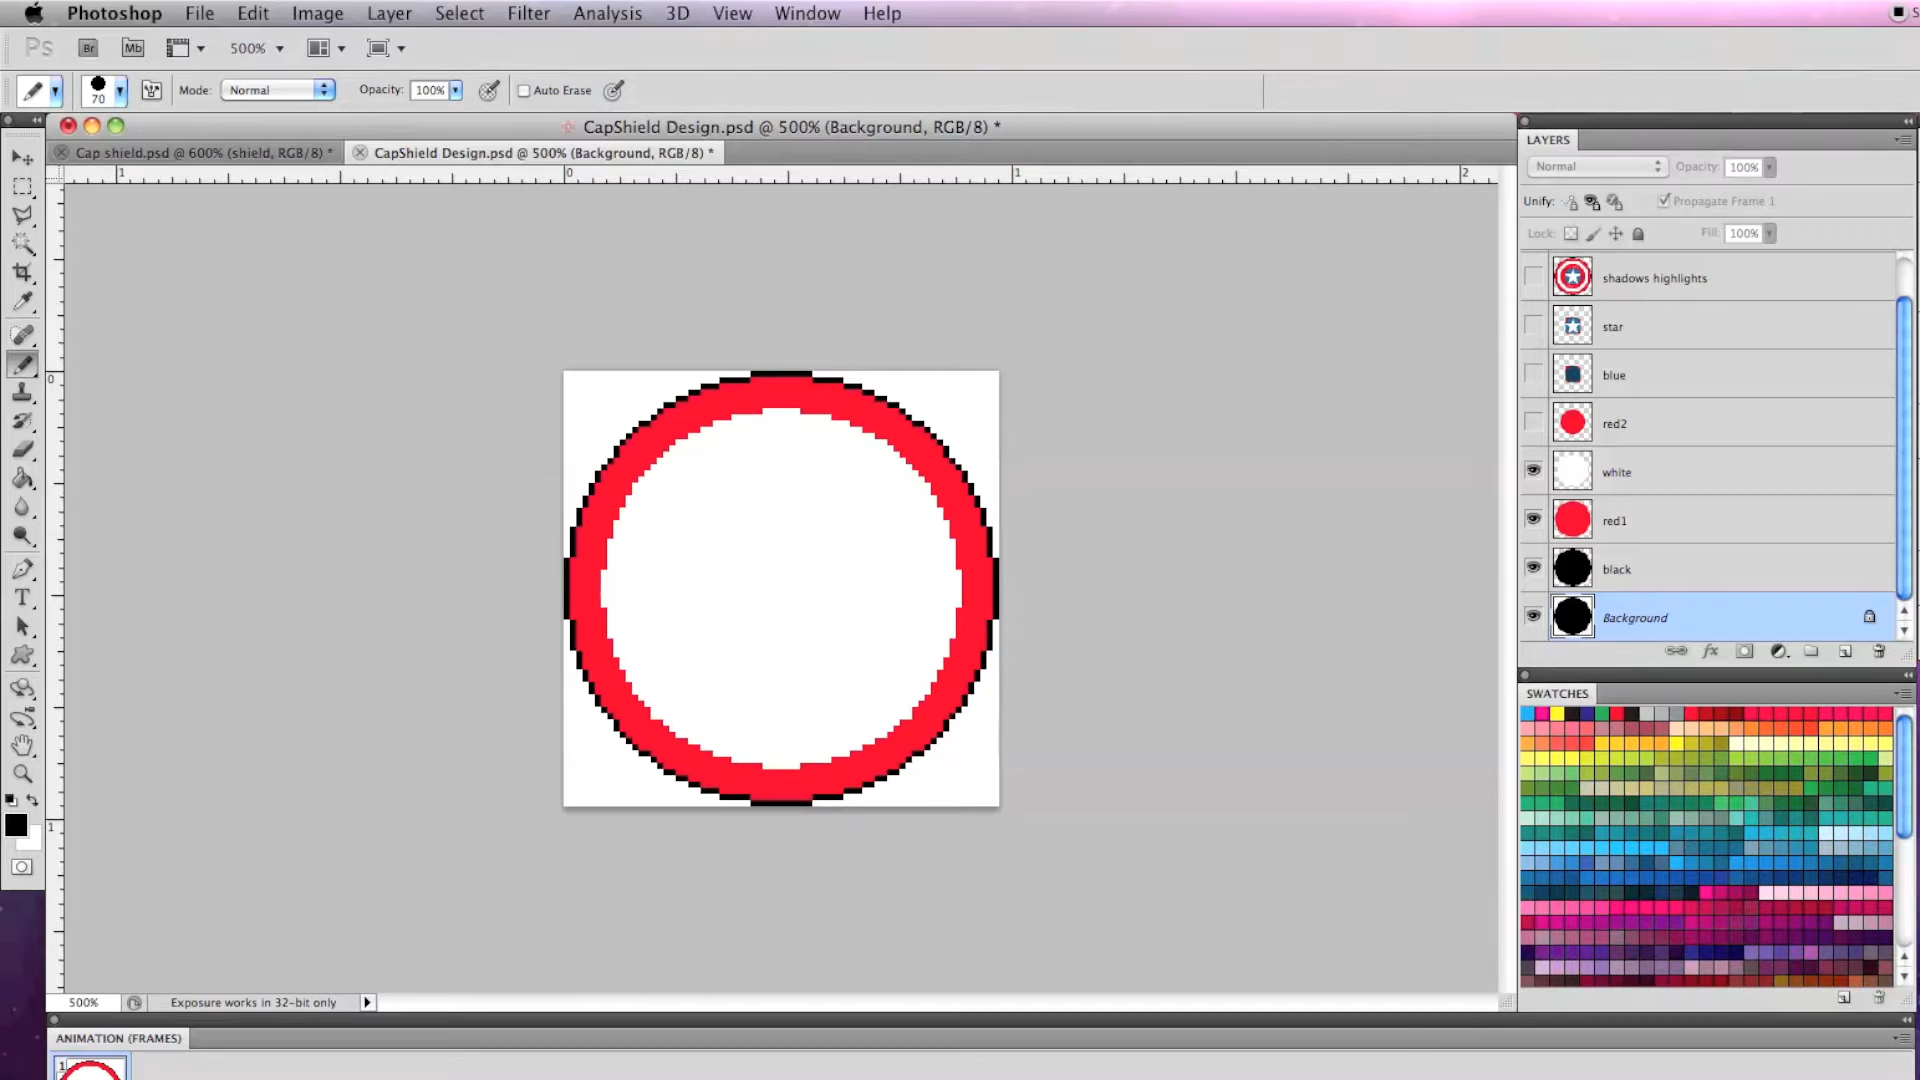 Photoshop File Edit Image Layer Select Filter Analysis 3D View Window Help S
Ps Br Mb 500%
70 Mode: Normal Opacity: 100% Auto Erase
CapShield Design.psd @ 500% (Background, RGB/8) *
Cap shield.psd @ 600% (shield, RGB/8) * CapShield Design.psd @ 500% (Background, RGB/8) *
1 0 1 2
0
1
LAYERS
Normal Opacity: 100%
Unify: Propagate Frame 1
Lock: Fill: 100%
shadows highlights
star
blue
red2
white
red1
black
Background
fx
SWATCHES
T
500% Exposure works in 32-bit only
ANIMATION (FRAMES)
1